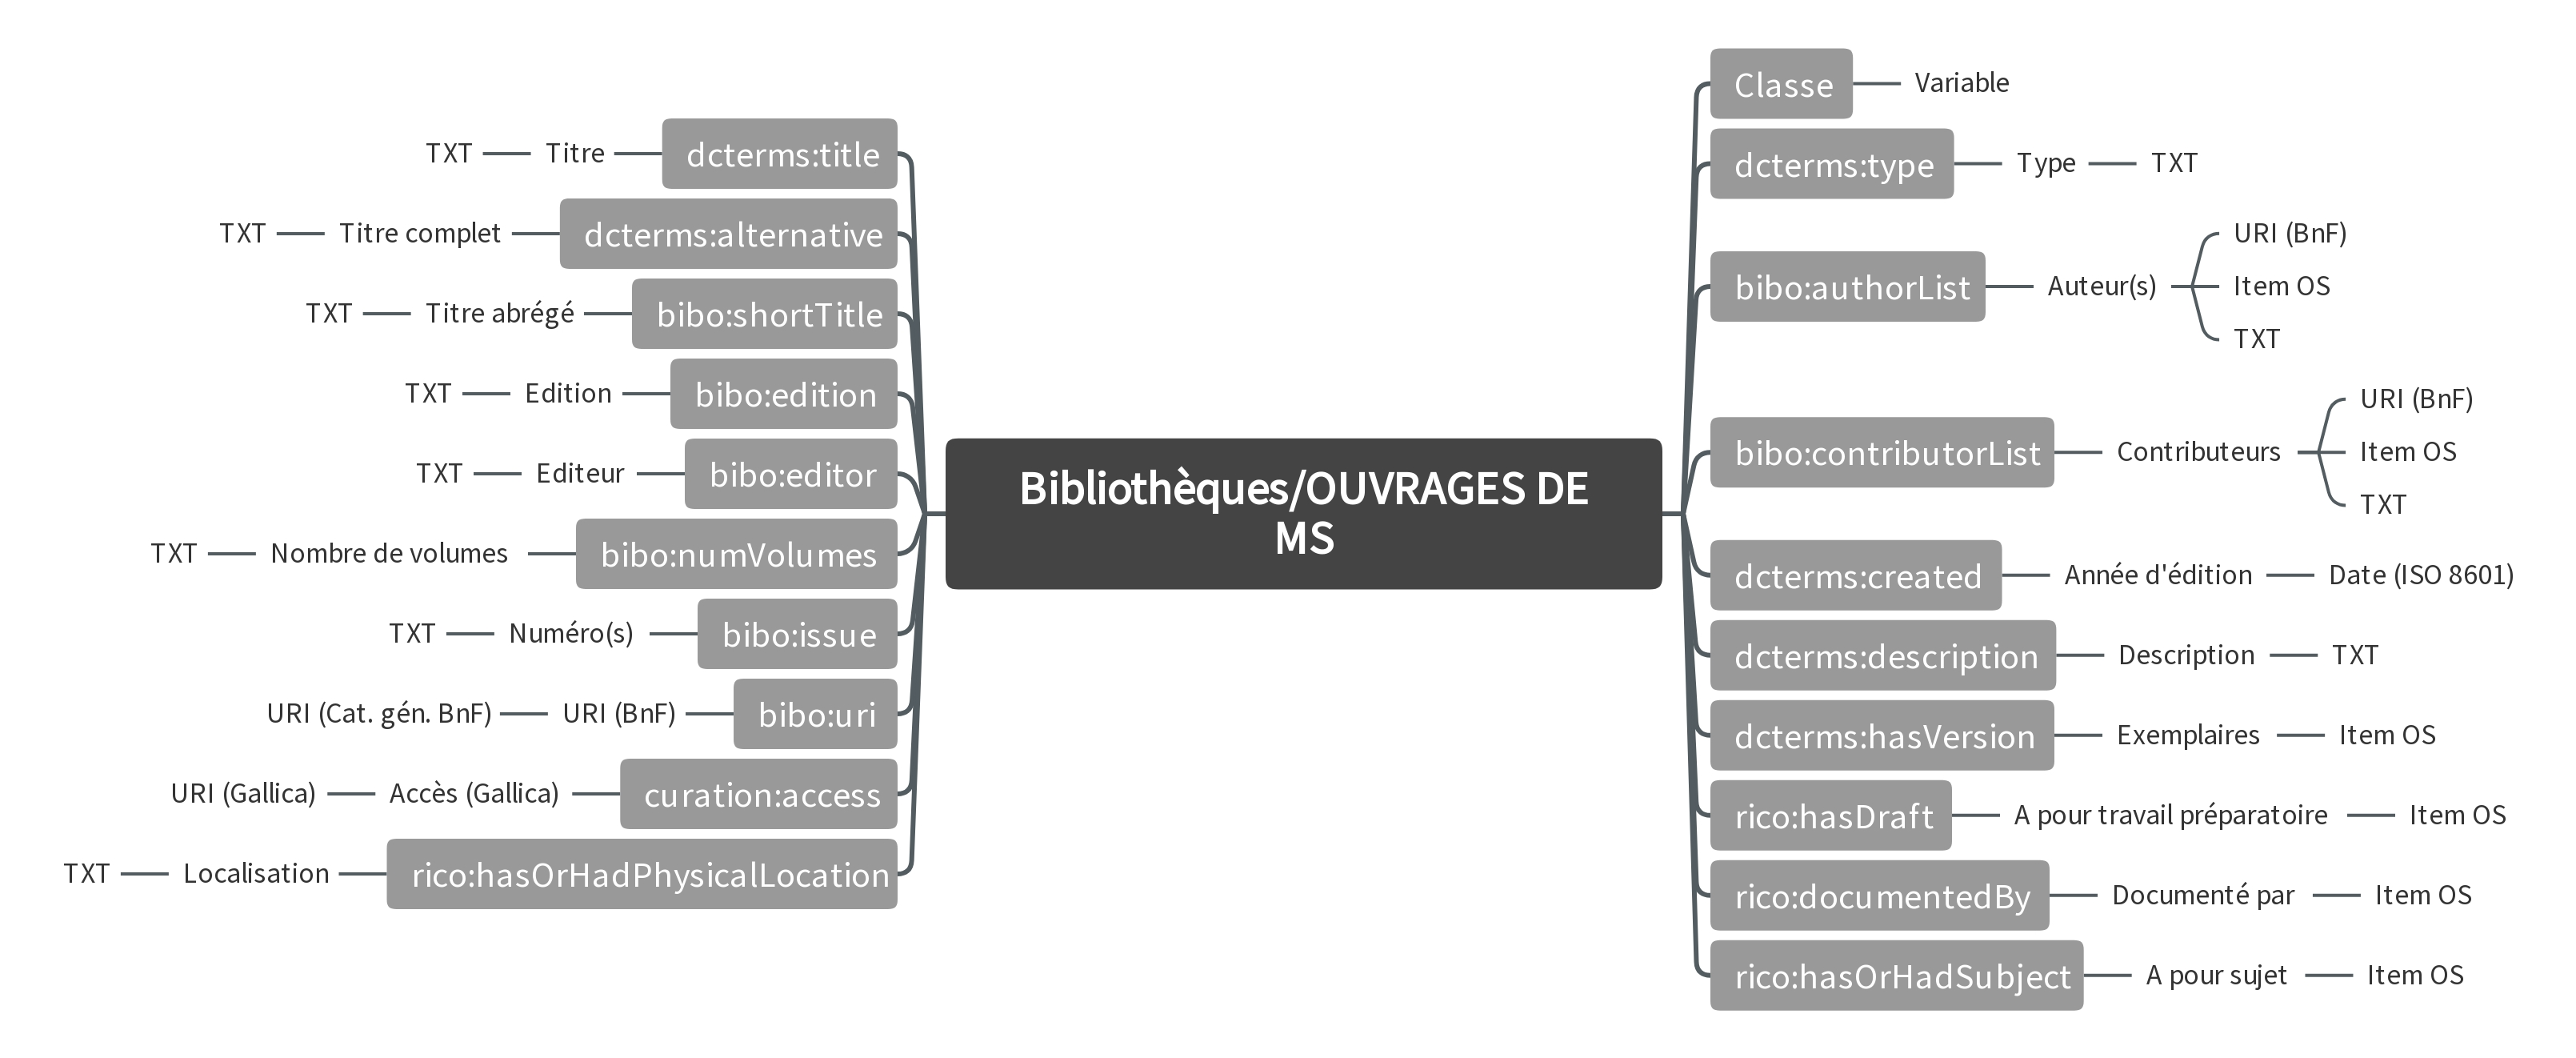 Bibliothèques/OUVRAGES DE
MS
Classe Variable
dcterms:type Type TXT
bibo:authorList Auteur(s)
URI (BnF)
Item OS
TXT
bibo:contributorList Contributeurs
URI (BnF)
Item OS
TXT
dcterms:created Année d'édition Date (ISO 8601)
dcterms:description Description TXT
dcterms:hasVersion Exemplaires Item OS
rico:hasDraft A pour travail préparatoire Item OS
rico:documentedBy Documenté par Item OS
rico:hasOrHadSubject A pour sujet Item OS
TXT Titre dcterms:title
TXT Titre complet dcterms:alternative
TXT Titre abrégé bibo:shortTitle
TXT Edition bibo:edition
TXT Editeur bibo:editor
TXT Nombre de volumes bibo:numVolumes
TXT Numéro(s) bibo:issue
URI (Cat. gén. BnF) URI (BnF) bibo:uri
URI (Gallica) Accès (Gallica) curation:access
TXT Localisation rico:hasOrHadPhysicalLocation